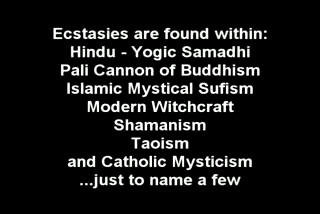 Ecstasies are found within:
Hindu - Yogic Samadhi
Pali Cannon of Buddhism
Islamic Mystical Sufism
Modern Witchcraft
Shamanism
Taoism
and Catholic Mysticism
...just to name a few